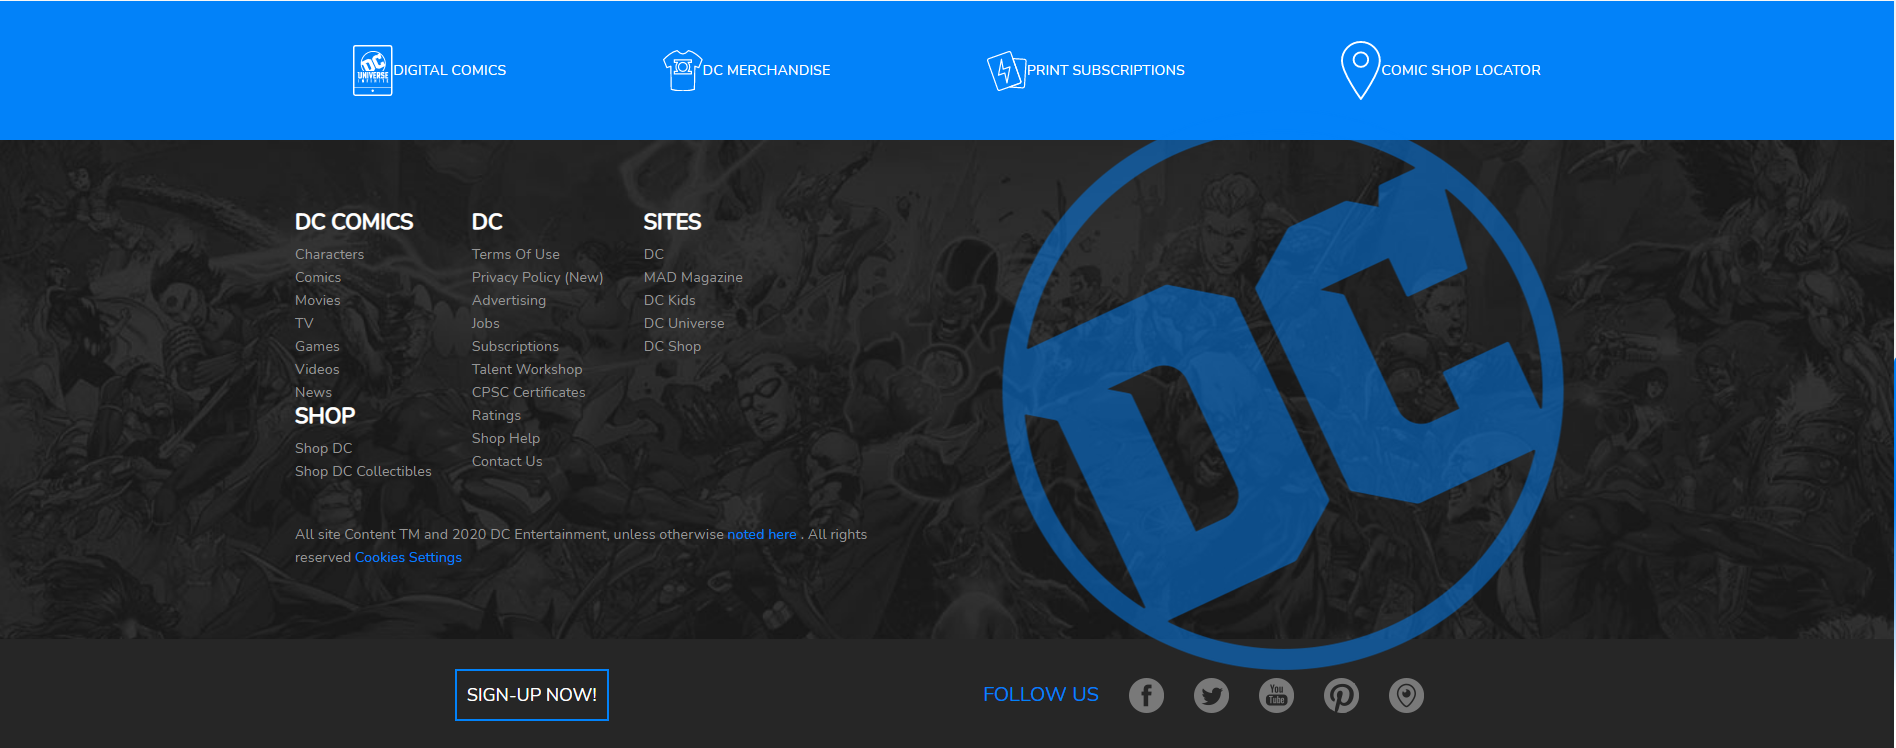 DC
UNIVERSE
INFINITE
DIGITAL COMICS
DC MERCHANDISE
PRINT SUBSCRIPTIONS
COMIC SHOP LOCATOR
DC COMICS
Characters
Comics
Movies
TV
Games
Videos
News
SHOP
Shop DC
Shop DC Collectibles
DC
Terms Of Use
Privacy Policy (New)
Advertising
Jobs
Subscriptions
Talent Workshop
CPSC Certificates
Ratings
Shop Help
Contact Us
SITES
DC
MAD Magazine
DC Kids
DC Universe
DC Shop
All site Content TM and 2020 DC Entertainment, unless otherwise noted here . All rights
reserved Cookies Settings
DC
SIGN-UP NOW!
FOLLOW US
You
Tube